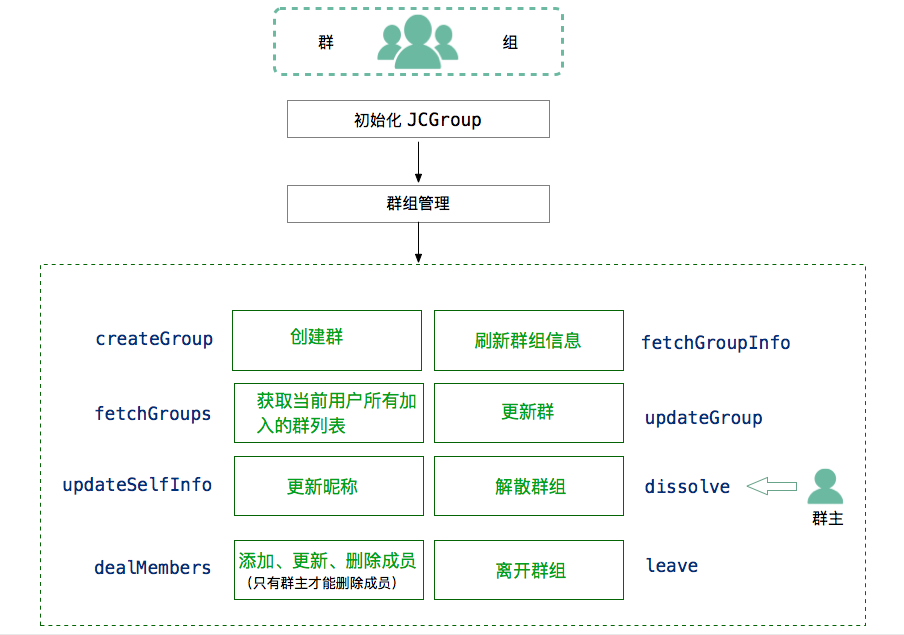 群 组
初始化 JCGroup
群组管理
createGroup 创建群 刷新群组信息 fetchGroupInfo
fetchGroups 获取当前用户所有加
入的群列表 更新群 updateGroup
updateSelfInfo 更新昵称 解散群组 dissolve
群主
dealMembers 添加、更新、删除成员
（只有群主才能删除成员） 离开群组 leave